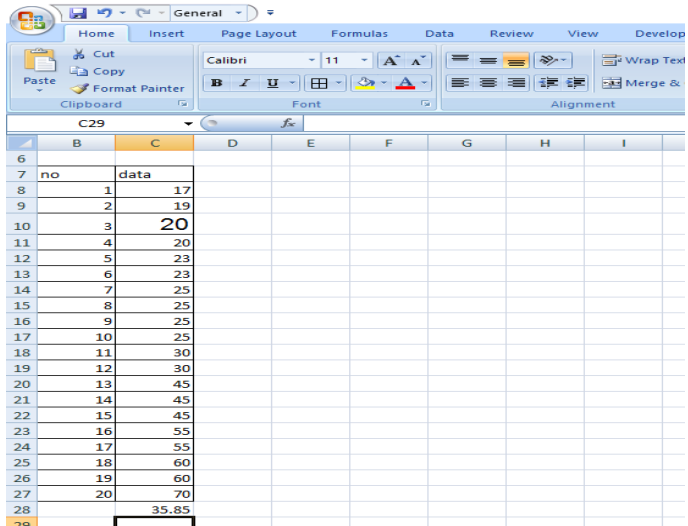 General
Home Insert Page Layout Formulas Data Review View Develop
Paste
Cut
Copy
Format Painter
Clipboard
Calibri 11 A A
B I U A
Font
Wrap Text
Merge &
Alignment
C29 fx
B C D E F G H I
6
7 no data
8 1 17
9 2 19
10 3 20
11 4 20
12 5 23
13 6 23
14 7 25
15 8 25
16 9 25
17 10 25
18 11 30
19 12 30
20 13 45
21 14 45
22 15 45
23 16 55
24 17 55
25 18 60
26 19 60
27 20 70
28 35.85
29